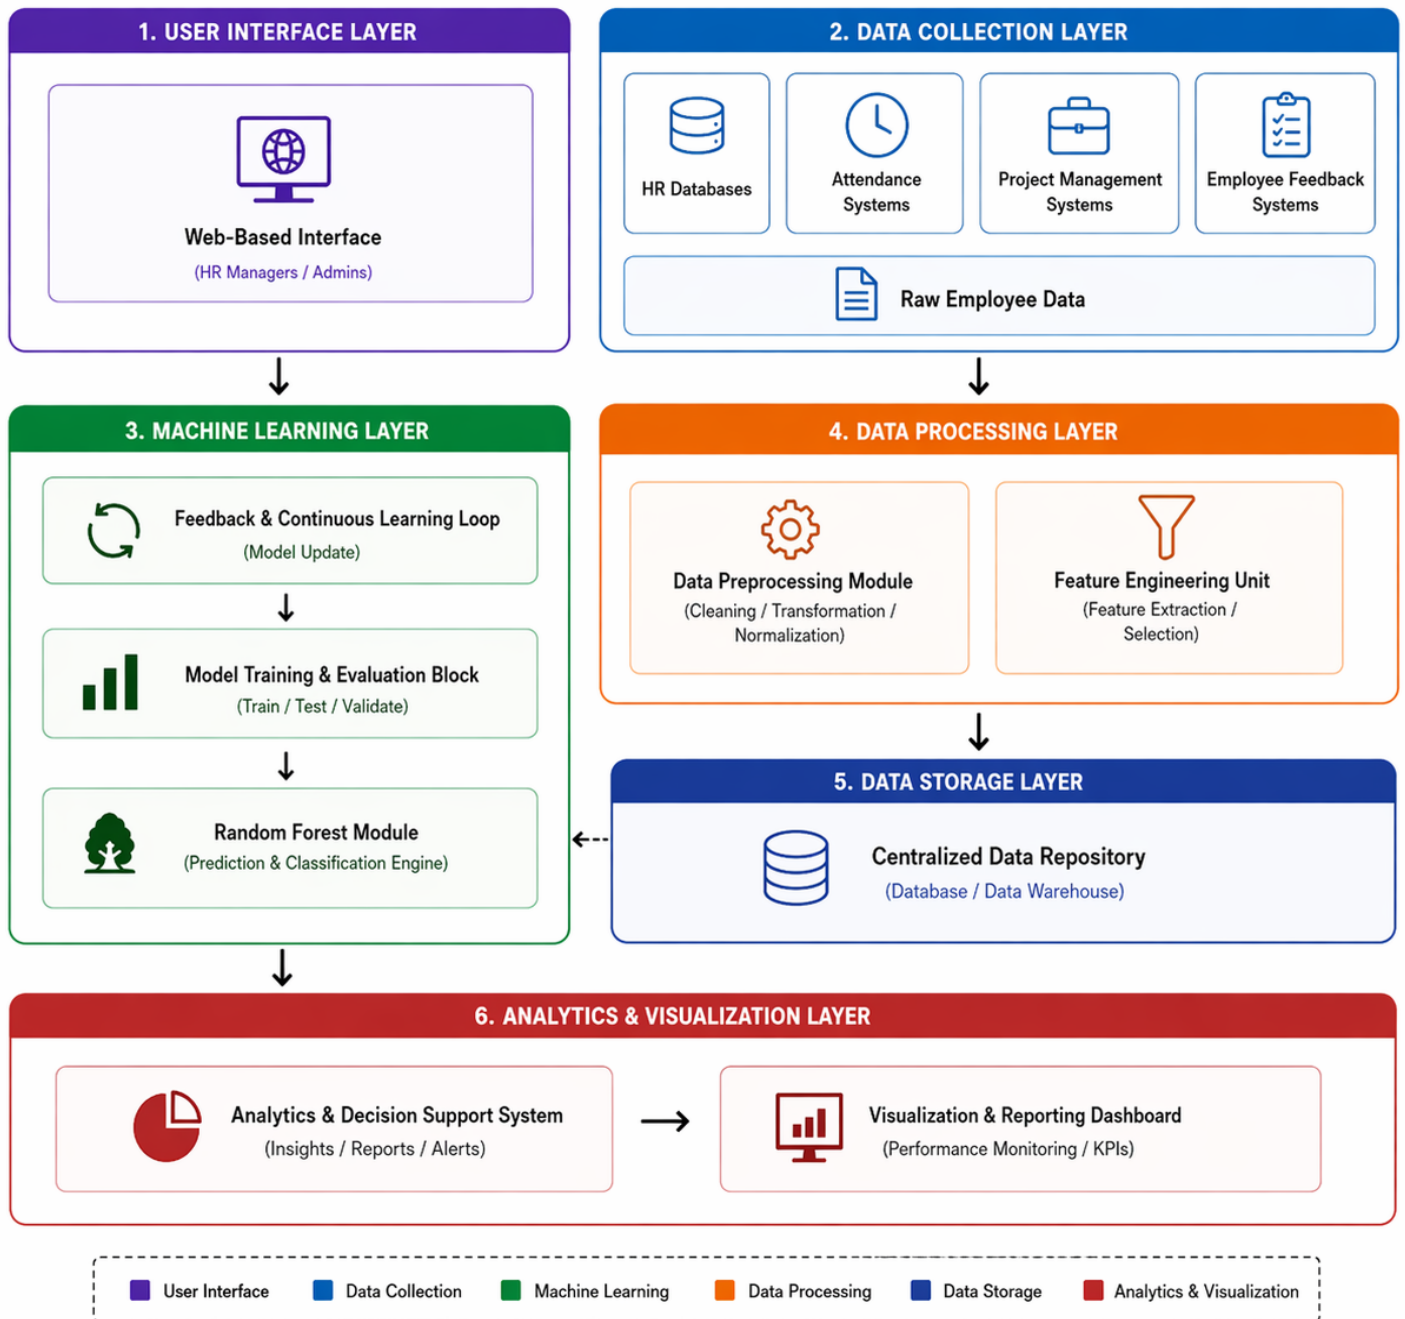 1. USER INTERFACE LAYER
Web-Based Interface
(HR Managers / Admins)
2. DATA COLLECTION LAYER
HR Databases
Attendance
Systems
Project Management
Systems
Employee Feedback
Systems
Raw Employee Data
3. MACHINE LEARNING LAYER
Feedback & Continuous Learning Loop
(Model Update)
Model Training & Evaluation Block
(Train / Test / Validate)
Random Forest Module
(Prediction & Classification Engine)
4. DATA PROCESSING LAYER
Data Preprocessing Module
(Cleaning / Transformation /
Normalization)
Feature Engineering Unit
(Feature Extraction /
Selection)
5. DATA STORAGE LAYER
Centralized Data Repository
(Database / Data Warehouse)
6. ANALYTICS & VISUALIZATION LAYER
Analytics & Decision Support System
(Insights / Reports / Alerts)
Visualization & Reporting Dashboard
(Performance Monitoring / KPIs)
User Interface
Data Collection
Machine Learning
Data Processing
Data Storage
Analytics & Visualization